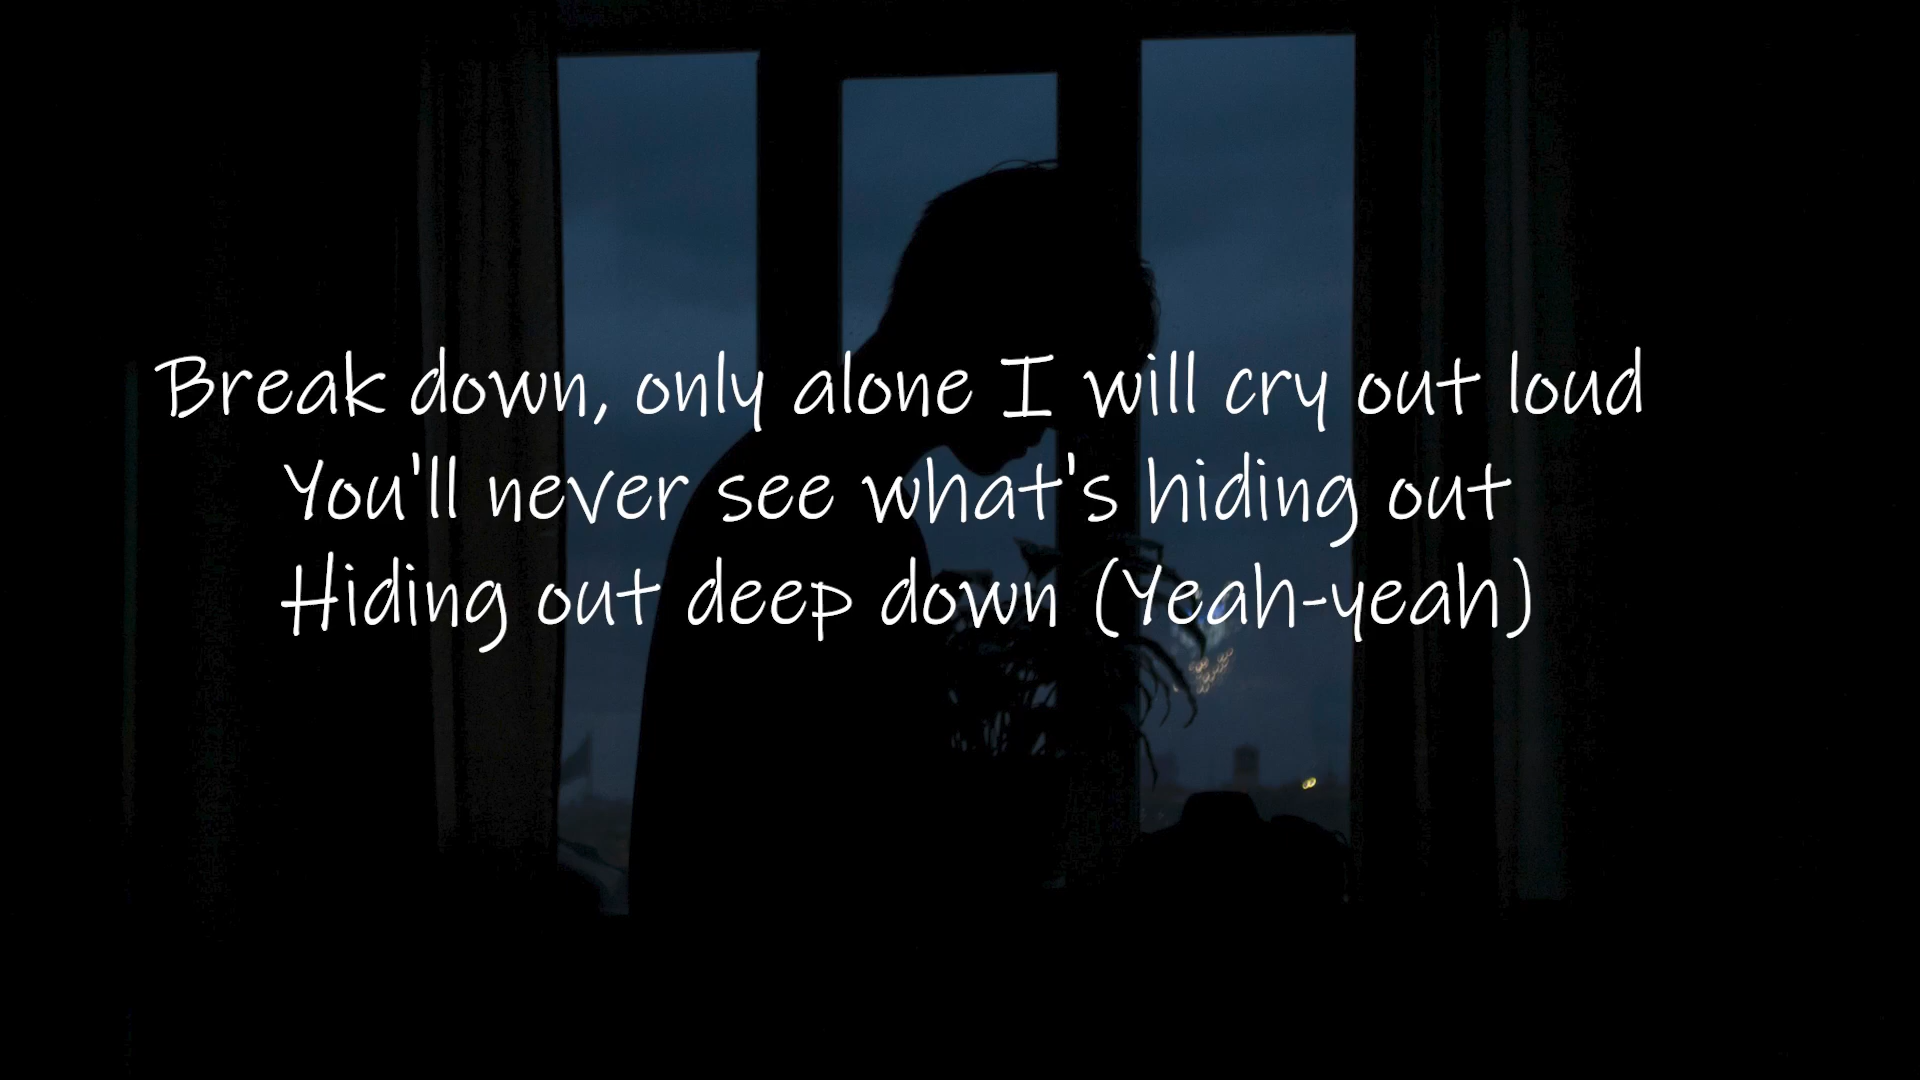 Break down, only alone I will cry out loud
You'll never see what's hiding out
Hiding out deep down (Yeah-yeah)